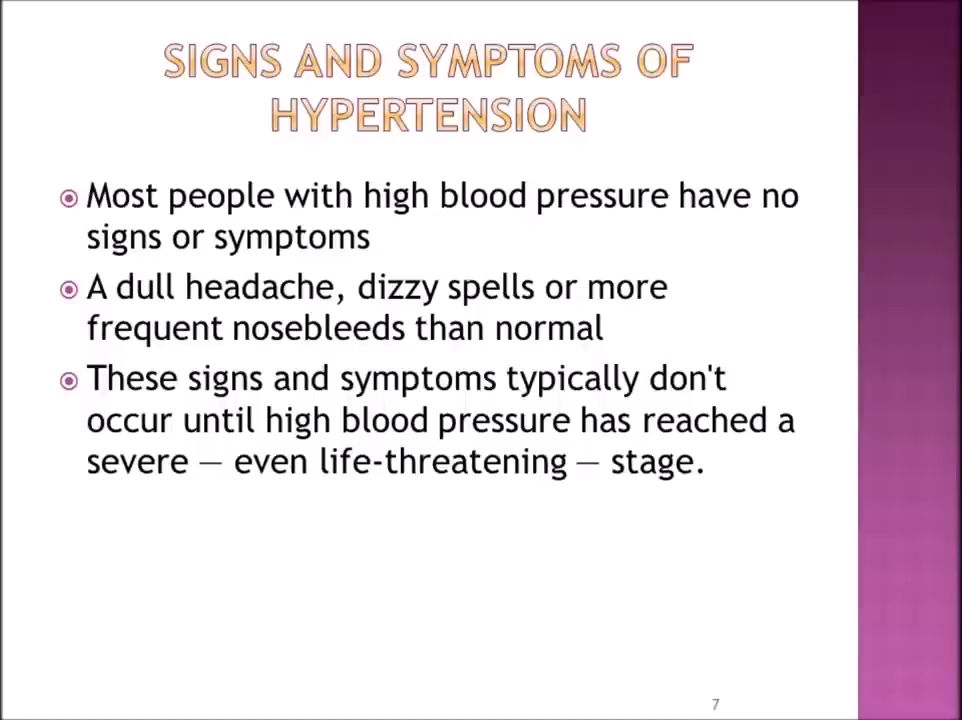 SIGNS AND SYMPTOMS OF
HYPERTENSION
Most people with high blood pressure have no
signs or symptoms
A dull headache, dizzy spells or more
frequent nosebleeds than normal
These signs and symptoms typically don't
occur until high blood pressure has reached a
severe — even life-threatening — stage.
7